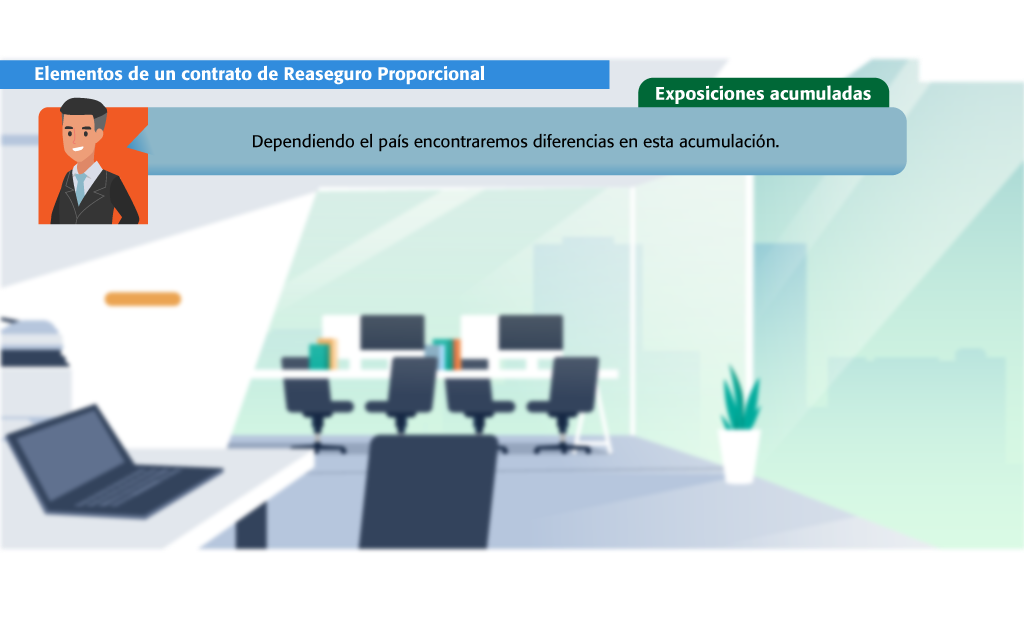 Elementos de un contrato de Reaseguro Proporcional
Exposiciones acumuladas
Dependiendo el país encontraremos diferencias en esta acumulación.